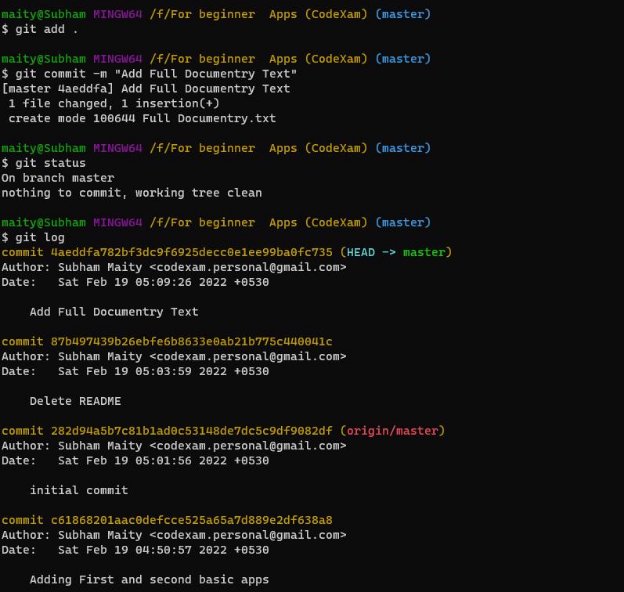 maity@Subham MINGW64 /f/For beginner  Apps (CodeXam) (master)
$ git add .
maity@Subham MINGW64 /f/For beginner  Apps (CodeXam) (master)
$ git commit -m "Add Full Documentry Text"
[master 4aeddfa] Add Full Documentry Text
 1 file changed, 1 insertion(+)
 create mode 100644 Full Documentry.txt
maity@Subham MINGW64 /f/For beginner  Apps (CodeXam) (master)
$ git status
On branch master
nothing to commit, working tree clean
maity@Subham MINGW64 /f/For beginner  Apps (CodeXam) (master)
$ git log
commit 4aeddfa782bf3dc9f6925decc0e1ee99ba0fc735 (HEAD -> master)
Author: Subham Maity <codexam.personal@gmail.com>
Date:   Sat Feb 19 05:09:26 2022 +0530
    Add Full Documentry Text
commit 87b497439b26ebfe6b8633e0ab21b775c440041c
Author: Subham Maity <codexam.personal@gmail.com>
Date:   Sat Feb 19 05:03:59 2022 +0530
    Delete README
commit 282d94a5b7c81b1ad0c53148de7dc5c9df9082df (origin/master)
Author: Subham Maity <codexam.personal@gmail.com>
Date:   Sat Feb 19 05:01:56 2022 +0530
    initial commit
commit c61868201aac0defcce525a65a7d889e2df638a8
Author: Subham Maity <codexam.personal@gmail.com>
Date:   Sat Feb 19 04:50:57 2022 +0530
    Adding First and second basic apps